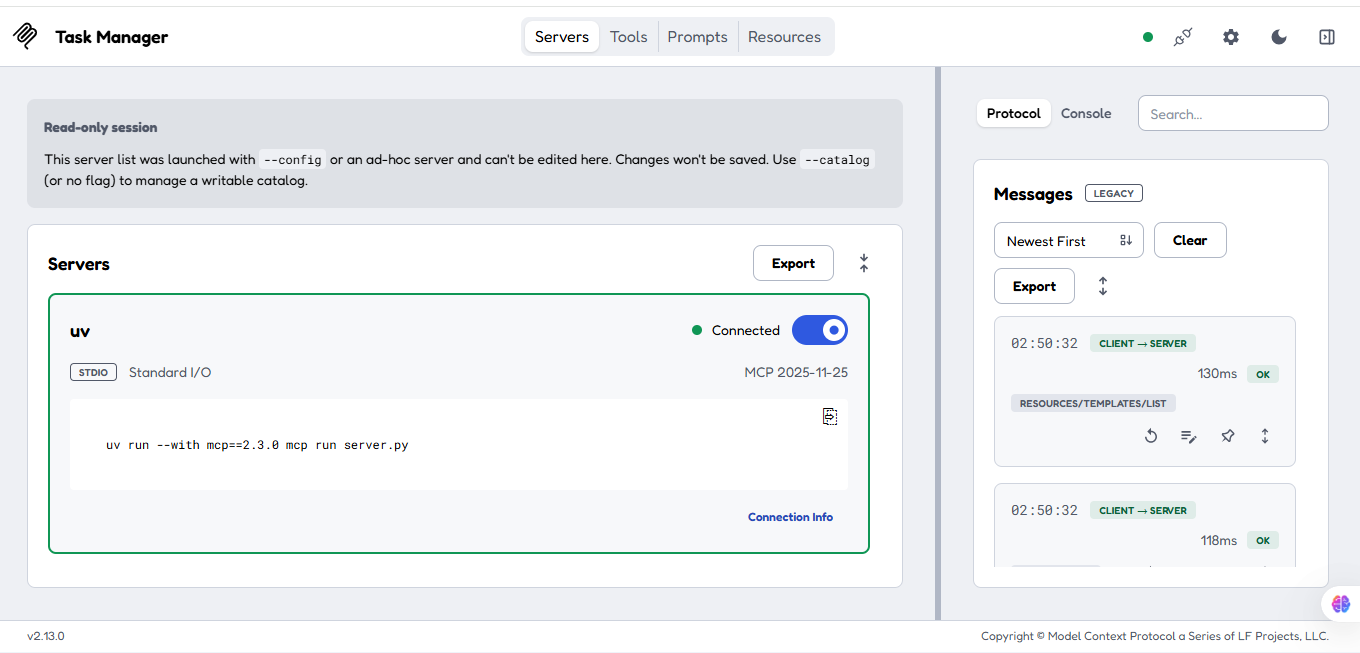 Task Manager
Servers
Tools
Prompts
Resources
Read-only session
This server list was launched with --config or an ad-hoc server and can't be edited here. Changes won't be saved. Use --catalog
(or no flag) to manage a writable catalog.
Servers
Export
uv
Connected
STDIO
Standard I/O
MCP 2025-11-25
uv run --with mcp==2.3.0 mcp run server.py
Connection Info
Protocol
Console
Search...
Messages
LEGACY
Newest First
Clear
Export
02:50:32
CLIENT → SERVER
130ms
OK
RESOURCES/TEMPLATES/LIST
02:50:32
CLIENT → SERVER
118ms
OK
v2.13.0
Copyright © Model Context Protocol a Series of LF Projects, LLC.